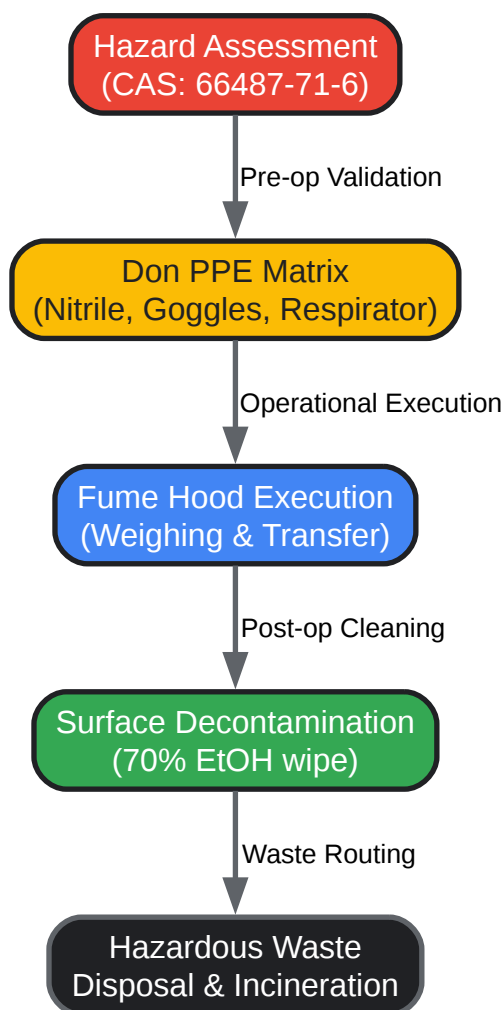 Hazard Assessment
(CAS: 66487-71-6)
Pre-op Validation
Don PPE Matrix
(Nitrile, Goggles, Respirator)
Operational Execution
Fume Hood Execution
(Weighing & Transfer)
Post-op Cleaning
Surface Decontamination
(70% EtOH wipe)
Waste Routing
Hazardous Waste
Disposal & Incineration